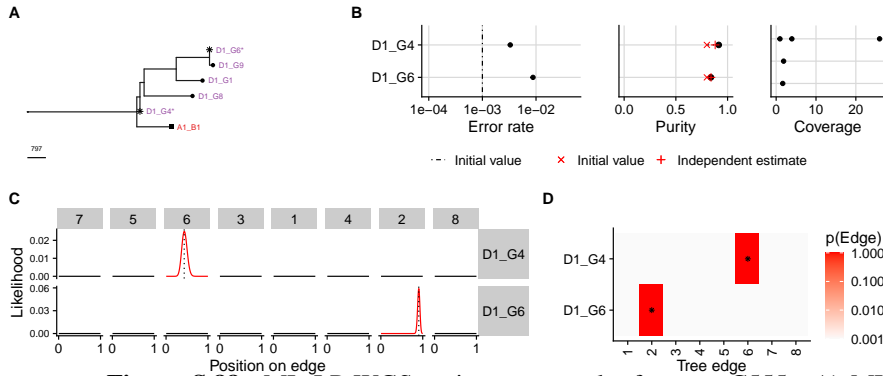 A
D1_G6*
D1_G9
D1_G1
D1_G8
D1_G4*
A1_B1
797
B
D1_G4
D1_G6
1e−04 1e−03 1e−02
Error rate
0.0 0.5 1.0
Purity
0 10 20
Coverage
Initial value
Initial value
Independent estimate
C
7 5 6 3 1 4 2 8
Likelihood
0.02
0.01
0.00
D1_G4
0.06
0.03
0.00
D1_G6
0 1 0 1 0 1 0 1 0 1 0 1 0 1 0 1
Position on edge
D
D1_G4
D1_G6
1 2 3 4 5 6 7 8
Tree edge
p(Edge)
1.000
0.100
0.010
0.001